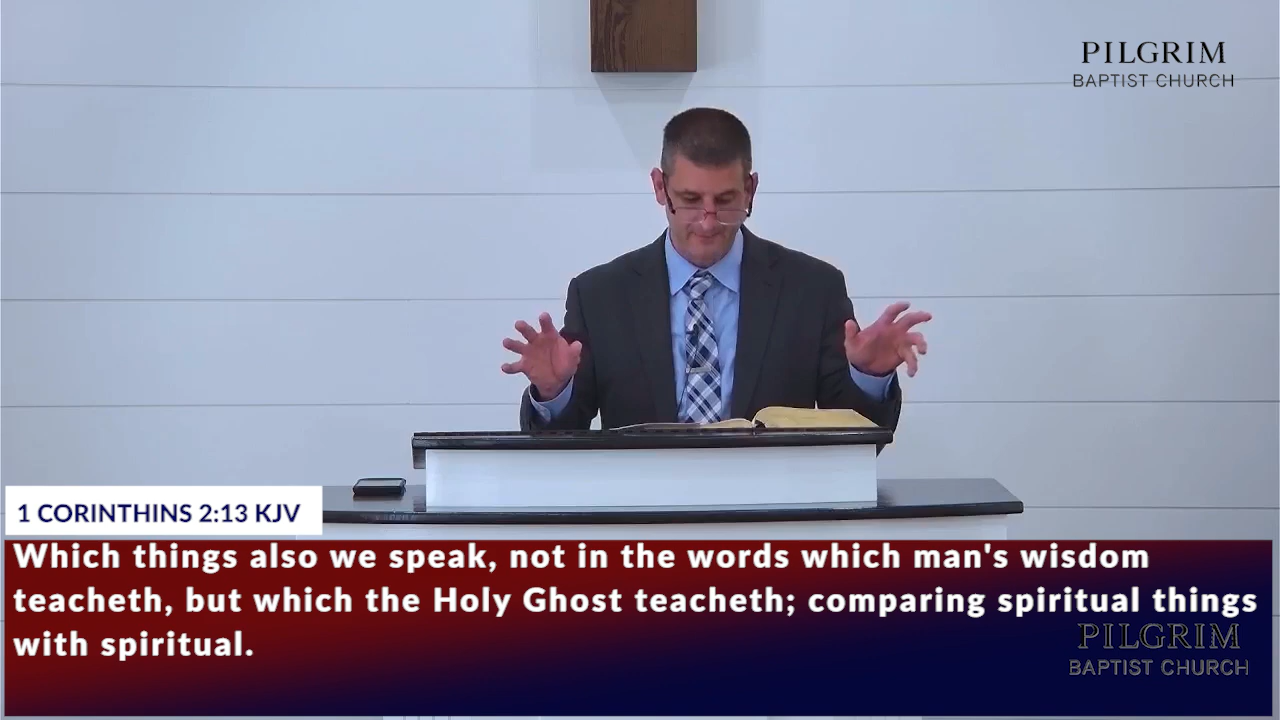 PILGRIM
BAPTIST CHURCH
1 CORINTHINS 2:13 KJV
Which things also we speak, not in the words which man's wisdom
teacheth, but which the Holy Ghost teacheth; comparing spiritual things
with spiritual.
PILGRIM
BAPTIST CHURCH